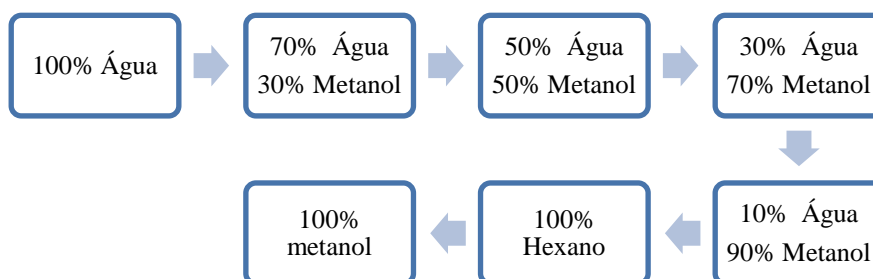 100% Água
70% Água
30% Metanol
50% Água
50% Metanol
30% Água
70% Metanol
10% Água
90% Metanol
100%
Hexano
100%
metanol